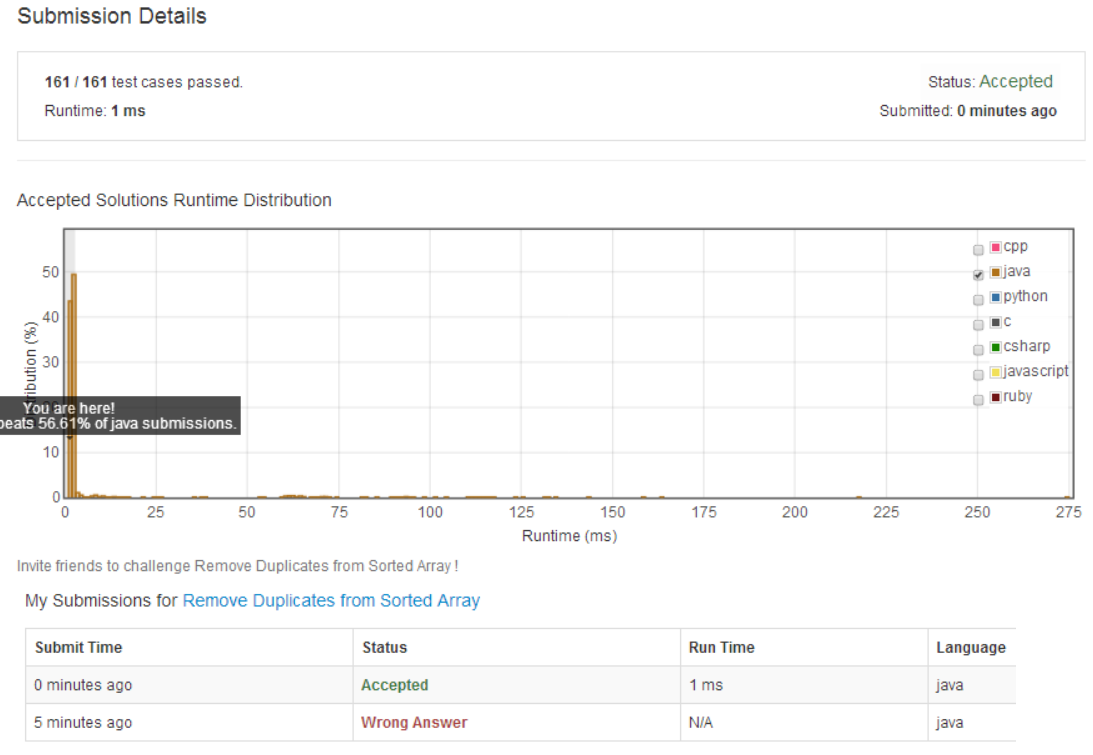 Submission Details
161 / 161 test cases passed.
Status: Accepted
Runtime: 1 ms
Submitted: 0 minutes ago
Accepted Solutions Runtime Distribution
cpp
java
python
c
csharp
javascript
ruby
50
40
30
10
0
You are here!
beats 56.61% of java submissions.
0 25 50 75 100 125 150 175 200 225 250 275
Runtime (ms)
Invite friends to challenge Remove Duplicates from Sorted Array !
My Submissions for Remove Duplicates from Sorted Array
Submit Time Status Run Time Language
0 minutes ago Accepted 1 ms java
5 minutes ago Wrong Answer N/A java